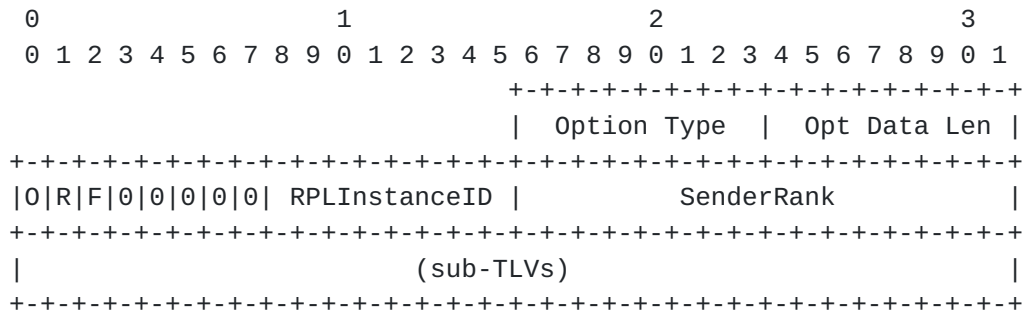 0                   1                   2                   3
 0 1 2 3 4 5 6 7 8 9 0 1 2 3 4 5 6 7 8 9 0 1 2 3 4 5 6 7 8 9 0 1
                                +-+-+-+-+-+-+-+-+-+-+-+-+-+-+-+-+
                                |  Option Type  |  Opt Data Len |
+-+-+-+-+-+-+-+-+-+-+-+-+-+-+-+-+-+-+-+-+-+-+-+-+-+-+-+-+-+-+-+-+
|O|R|F|0|0|0|0|0| RPLInstanceID |          SenderRank           |
+-+-+-+-+-+-+-+-+-+-+-+-+-+-+-+-+-+-+-+-+-+-+-+-+-+-+-+-+-+-+-+-+
|                         (sub-TLVs)                            |
+-+-+-+-+-+-+-+-+-+-+-+-+-+-+-+-+-+-+-+-+-+-+-+-+-+-+-+-+-+-+-+-+